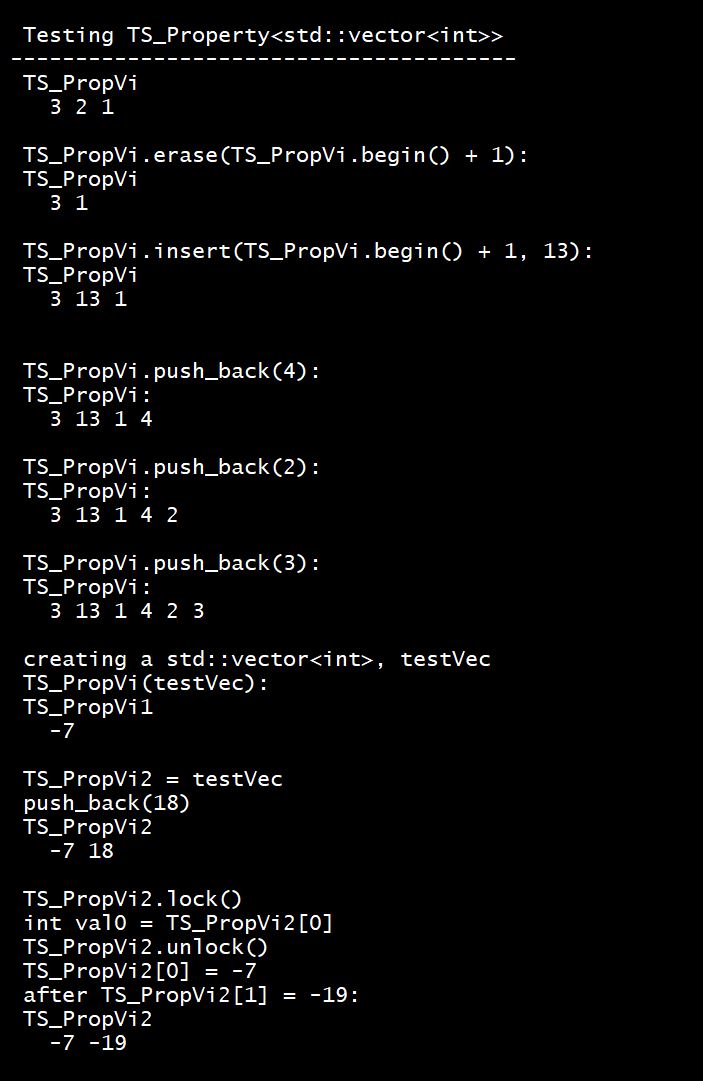 Testing TS_Property<std::vector<int>>
---------------------------------------
TS_PropVi
3 2 1
TS_PropVi.erase(TS_PropVi.begin() + 1):
TS_PropVi
3 1
TS_PropVi.insert(TS_PropVi.begin() + 1, 13):
TS_PropVi
3 13 1
TS_PropVi.push_back(4):
TS_PropVi:
3 13 1 4
TS_PropVi.push_back(2):
TS_PropVi:
3 13 1 4 2
TS_PropVi.push_back(3):
TS_PropVi:
3 13 1 4 2 3
creating a std::vector<int>, testVec
TS_PropVi(testVec):
TS_PropVi1
-7
TS_PropVi2 = testVec
push_back(18)
TS_PropVi2
-7 18
TS_PropVi2.lock()
int val0 = TS_PropVi2[0]
TS_PropVi2.unlock()
TS_PropVi2[0] = -7
after TS_PropVi2[1] = -19:
TS_PropVi2
-7 -19